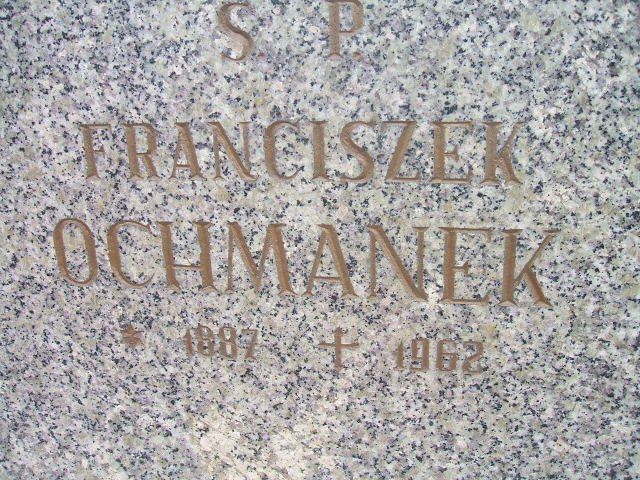 S. P.
FRANCISZEK
OCHMANEK
* 1887 † 1962